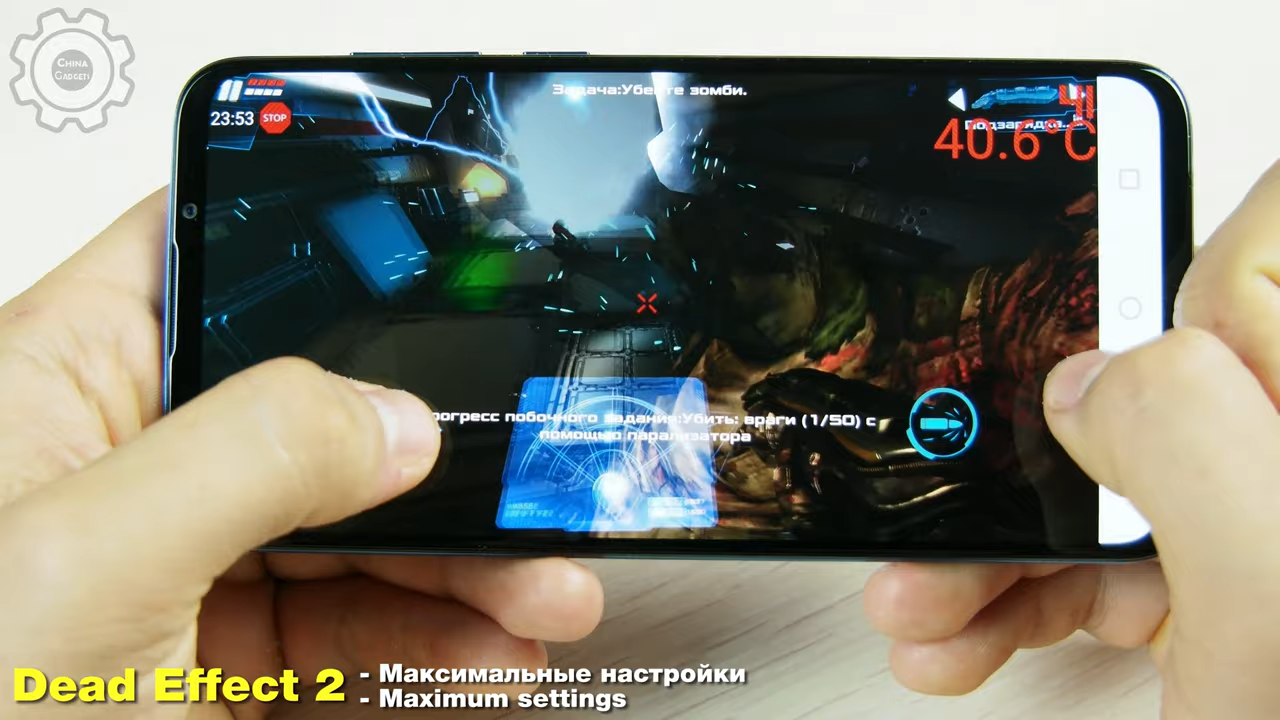 CHINA
GADGETS
Задача:Убейте зомби.
23:53
STOP
41
Подзарядка...
40.6°C
рогресс побочного задания:Убить: враги (1/50) с
помощью парализатора
Dead Effect 2
- Максимальные настройки
- Maximum settings